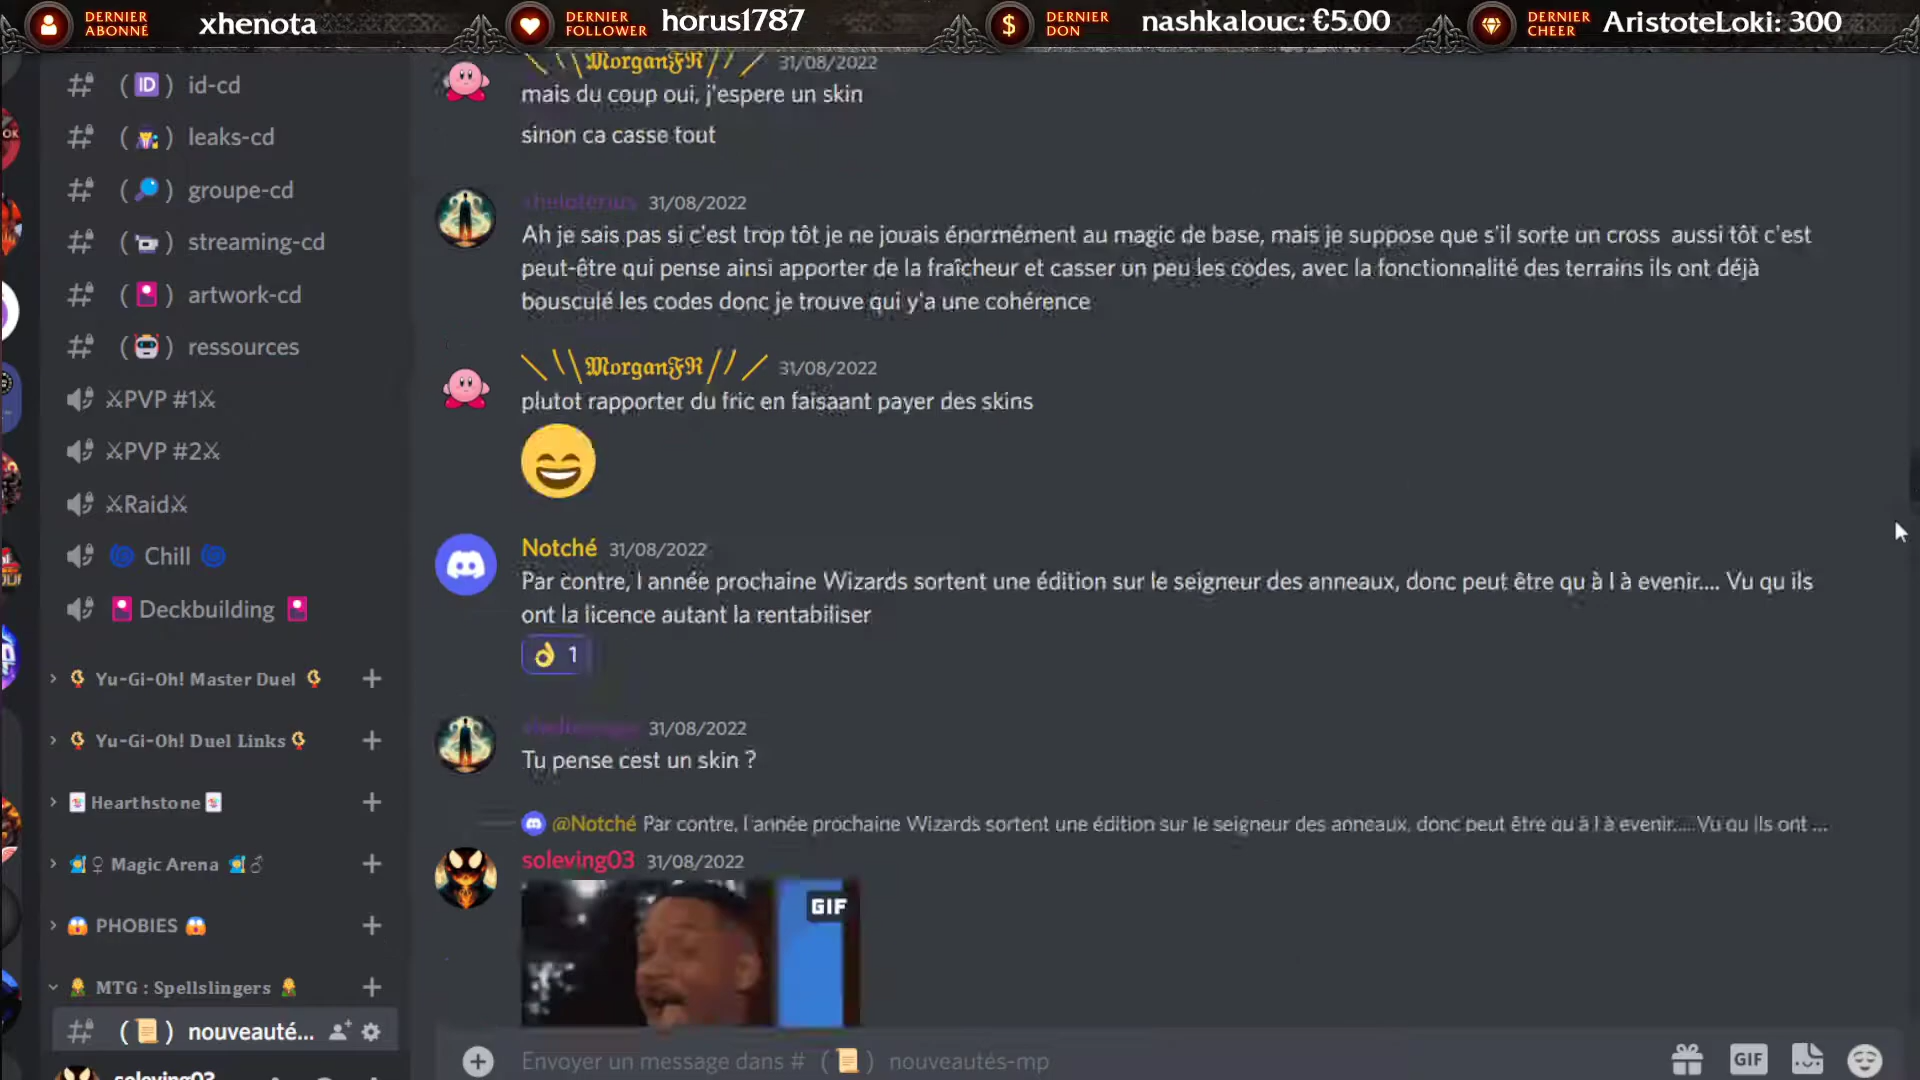 DERNIER ABONNÉ
xhenota
DERNIER FOLLOWER
horus1787
DERNIER DON
nashkalouc: €5.00
DERNIER CHEER
AristoteLoki: 300
id-cd
leaks-cd
groupe-cd
streaming-cd
artwork-cd
ressources
⚔PVP #1⚔
⚔PVP #2⚔
⚔Raid⚔
Chill
Deckbuilding
Yu-Gi-Oh! Master Duel
Yu-Gi-Oh! Duel Links
Hearthstone
Magic Arena
PHOBIES
MTG : Spellslingers
nouveauté...
soleving03
MorganFR 31/08/2022
mais du coup oui, j'espere un skin
sinon ca casse tout
31/08/2022
Ah je sais pas si c'est trop tôt je ne jouais énormément au magic de base, mais je suppose que s'il sorte un cross aussi tôt c'est
peut-être qui pense ainsi apporter de la fraîcheur et casser un peu les codes, avec la fonctionnalité des terrains ils ont déjà
bousculé les codes donc je trouve qui y'a une cohérence
\\\MorganFR/// 31/08/2022
plutot rapporter du fric en faisaant payer des skins
Notché 31/08/2022
Par contre, l année prochaine Wizards sortent une édition sur le seigneur des anneaux, donc peut être qu à l à evenir.... Vu qu ils
ont la licence autant la rentabiliser
1
31/08/2022
Tu pense cest un skin ?
@Notché Par contre, l année prochaine Wizards sortent une édition sur le seigneur des anneaux, donc peut être qu à l à evenir.... Vu qu ils ont ...
soleving03 31/08/2022
GIF
Envoyer un message dans # ( ) nouveautés-mp
GIF